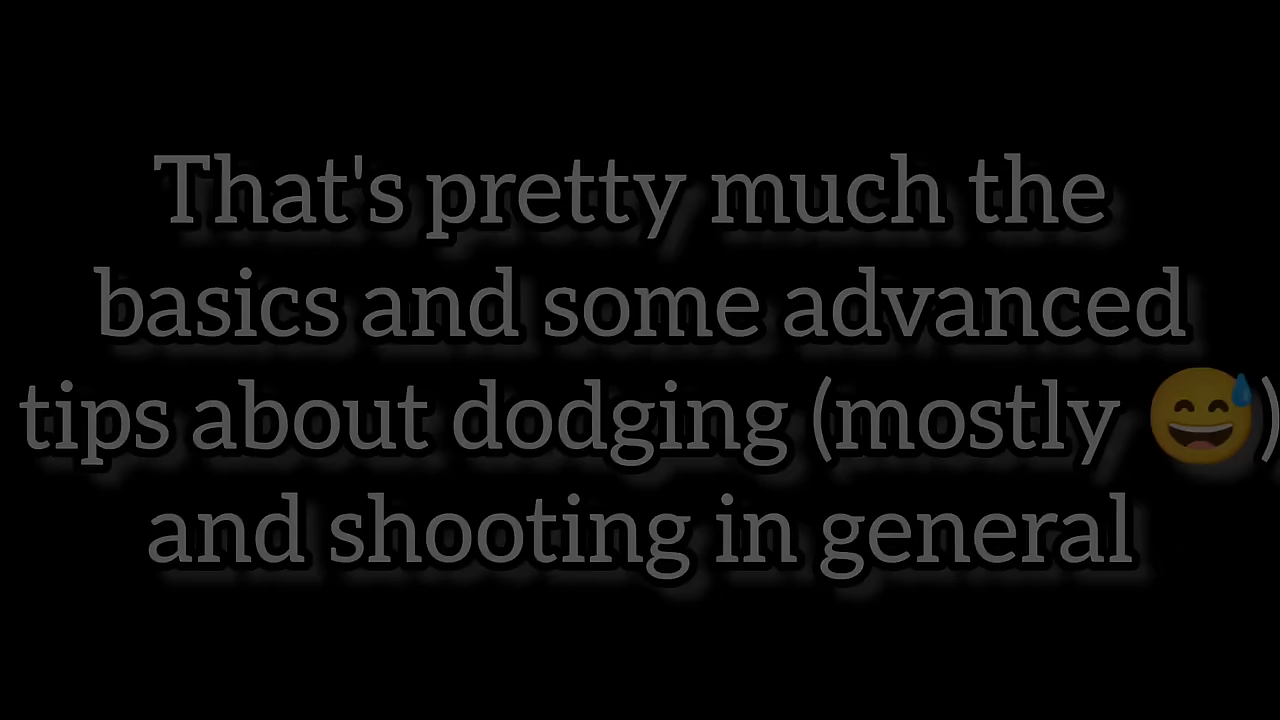 That's pretty much the
basics and some advanced
tips about dodging (mostly 😅)
and shooting in general